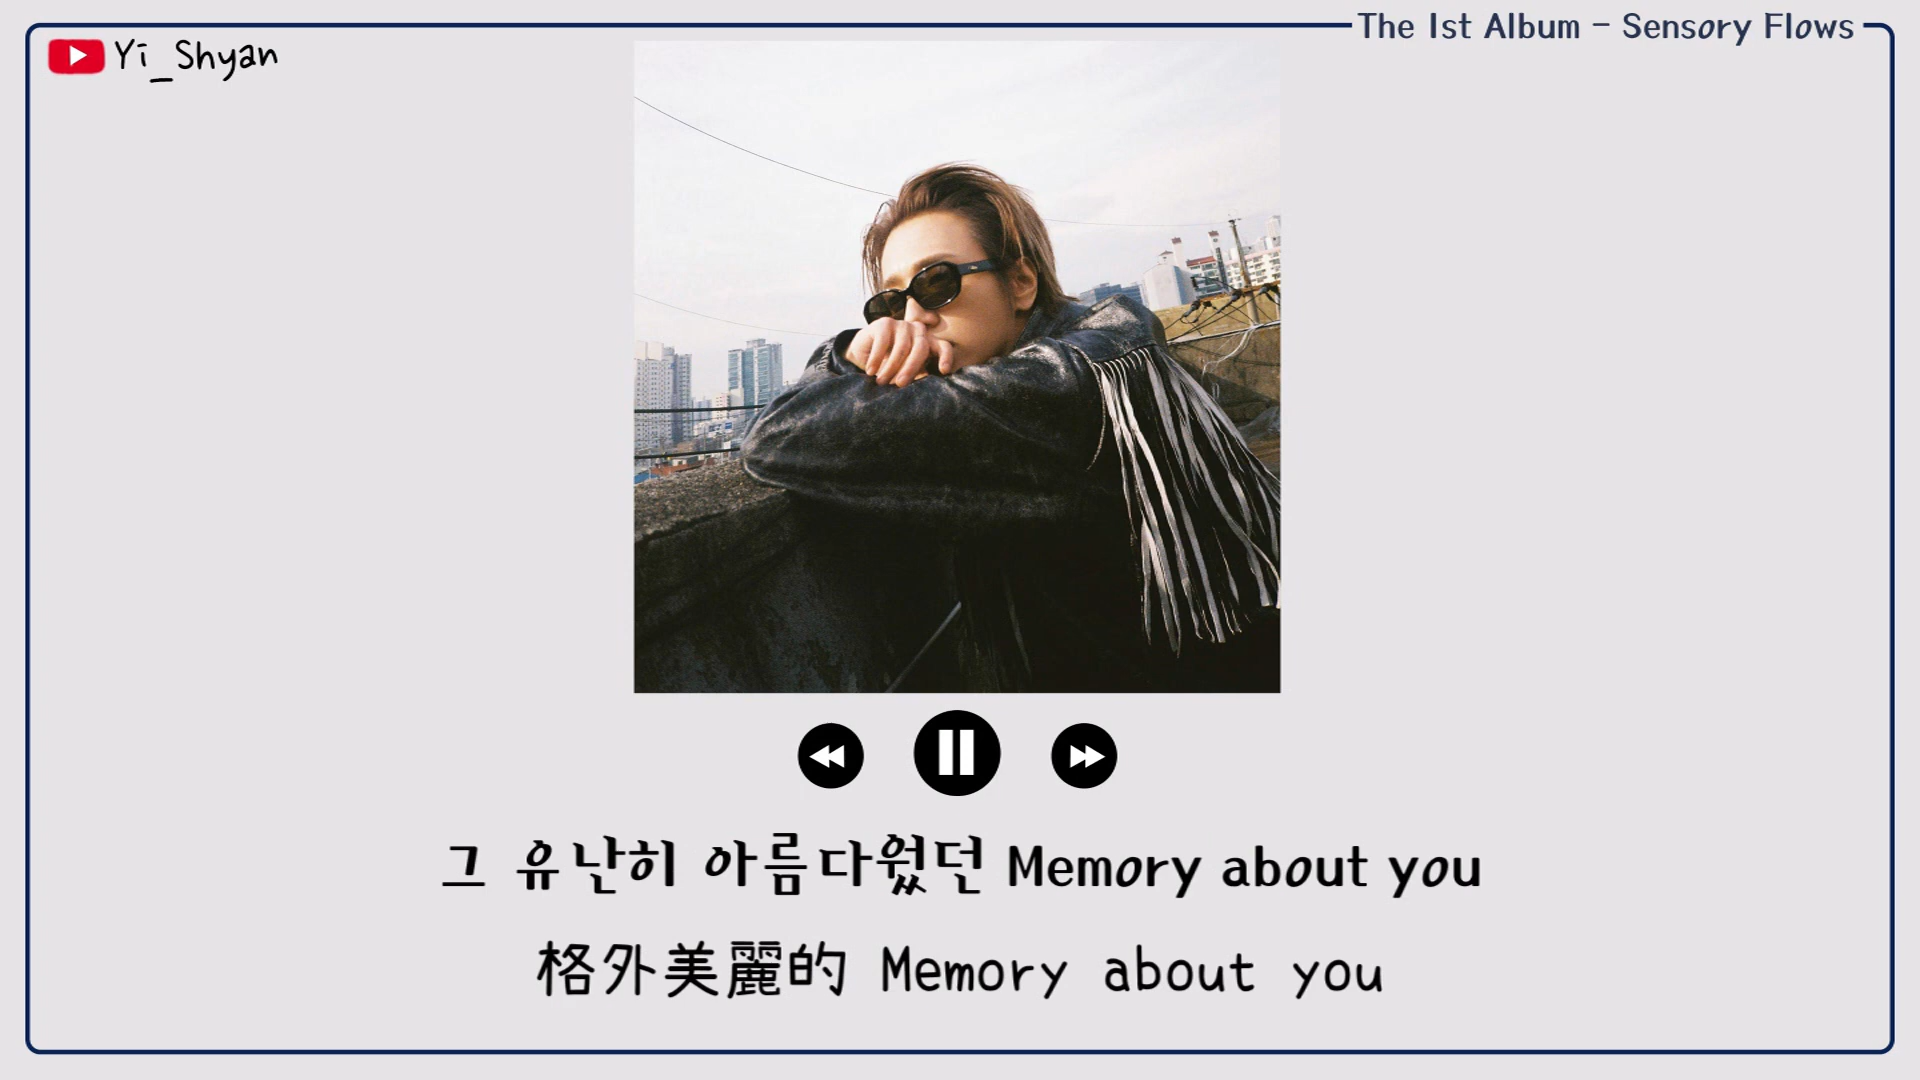 The 1st Album - Sensory Flows
Yi_Shyan
그 유난히 아름다웠던 Memory about you
格外美麗的 Memory about you